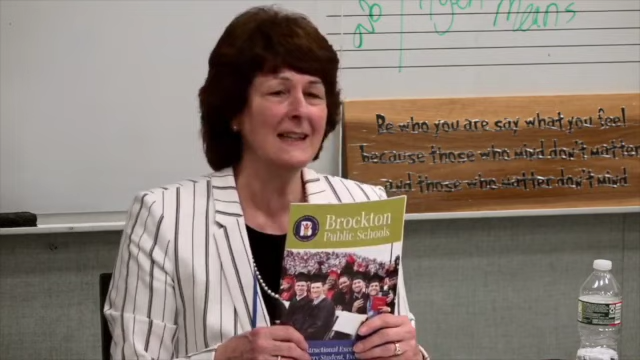 Means
Be who you are say what you feel
because those who mind don't matter
and those who matter don't mind
Brockton
Public Schools